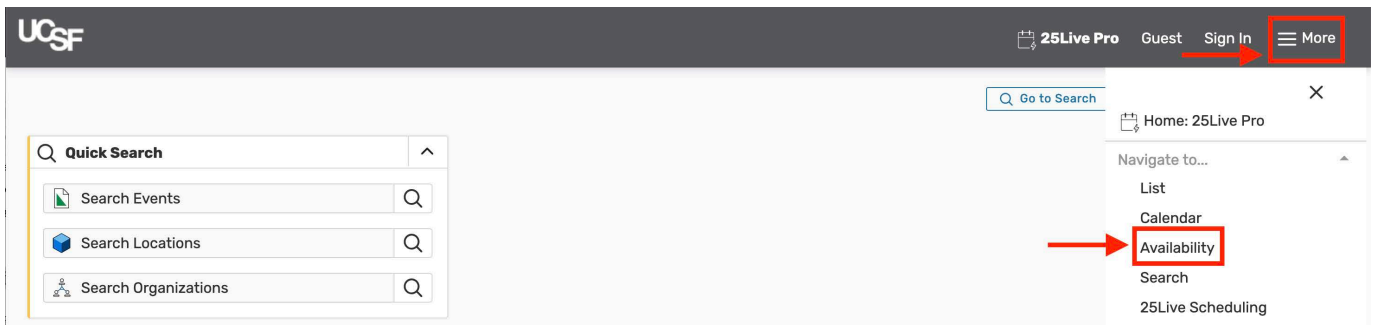 UCSF
25Live Pro Guest Sign In More
Go to Search
Home: 25Live Pro
Quick Search
Search Events
Search Locations
Search Organizations
Navigate to...
List
Calendar
Availability
Search
25Live Scheduling